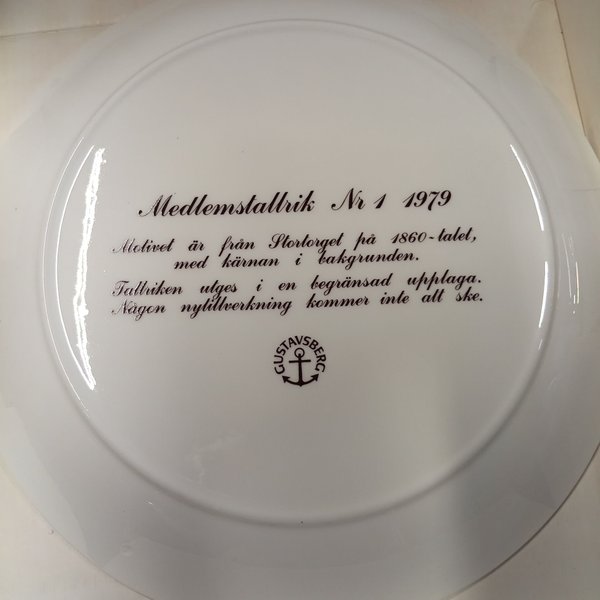 Medlemstallrik Nr 1 1979
Motivet är från Stortorget på 1860-talet,
med kärnan i bakgrunden.
Tallriken utges i en begränsad upplaga.
Någon nytillverkning kommer inte att ske.
GUSTAVSBERG